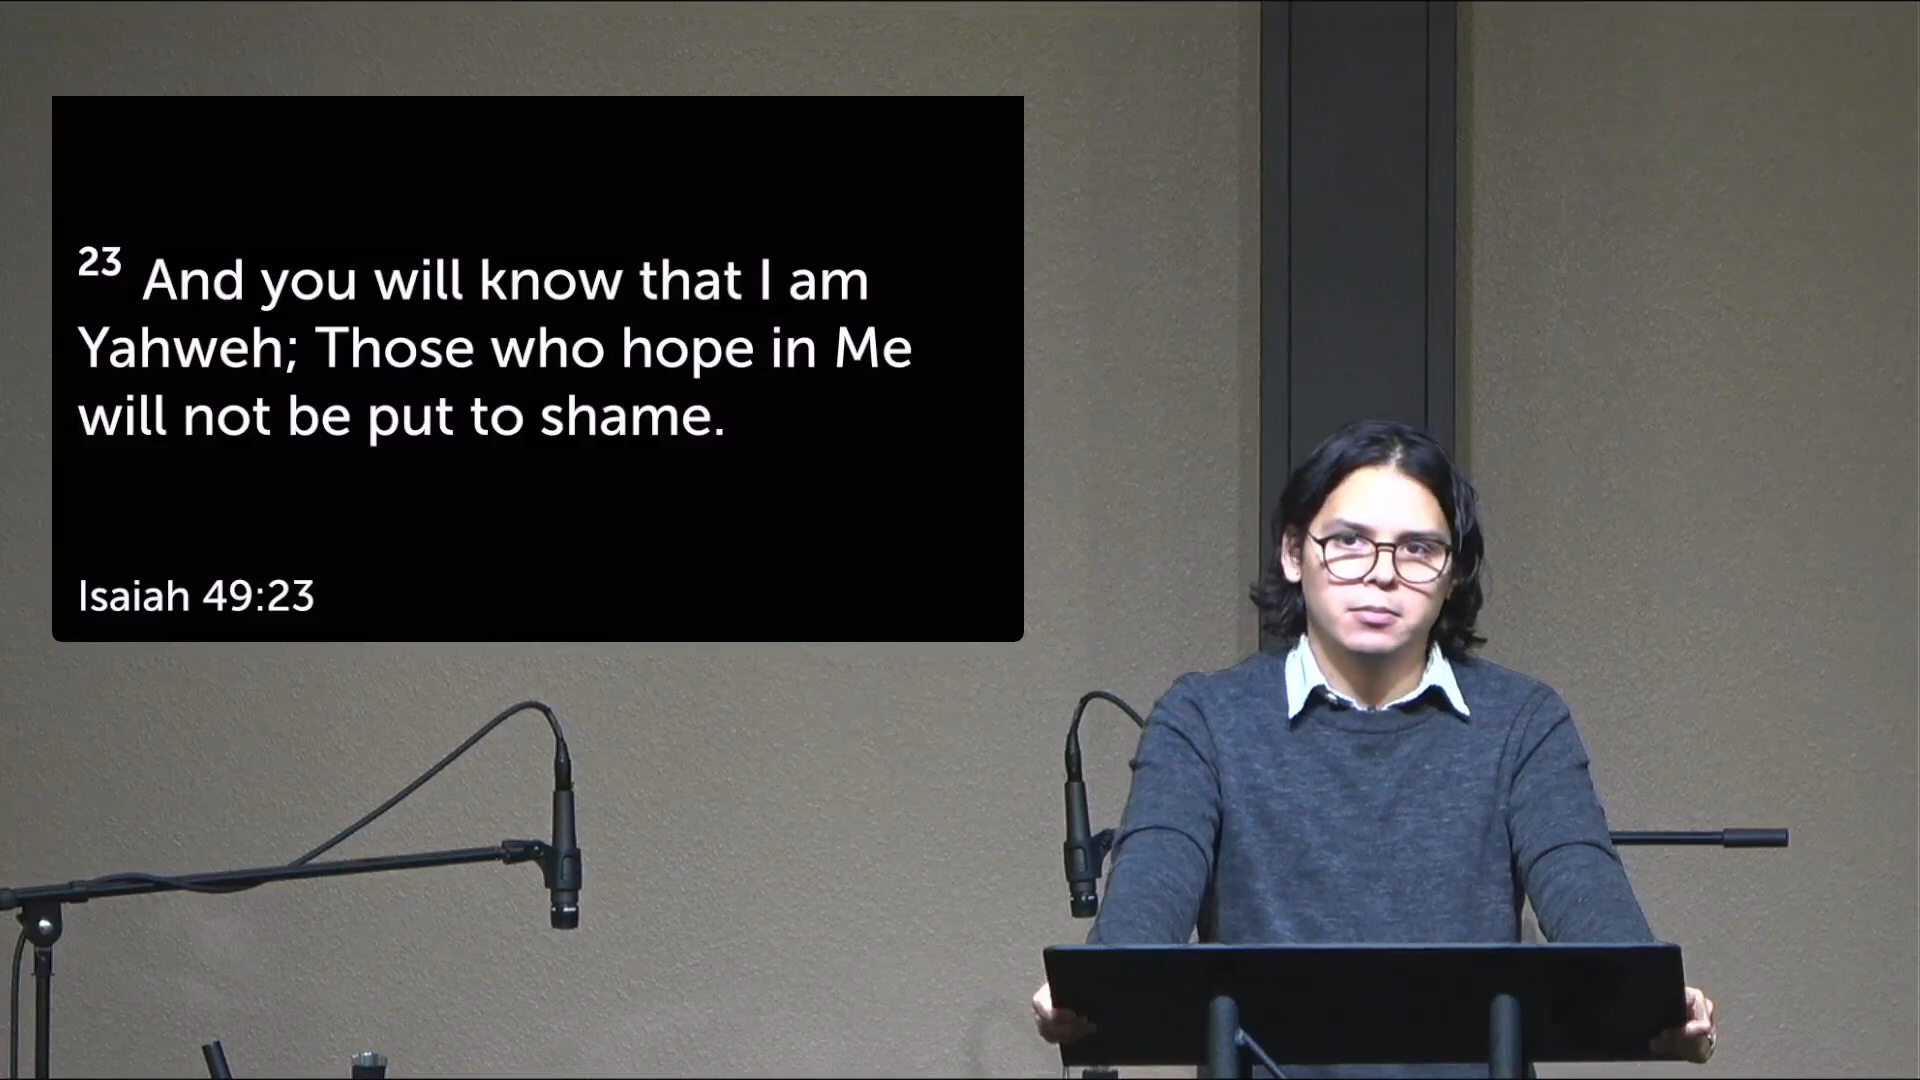 23 And you will know that I am
Yahweh; Those who hope in Me
will not be put to shame.
Isaiah 49:23